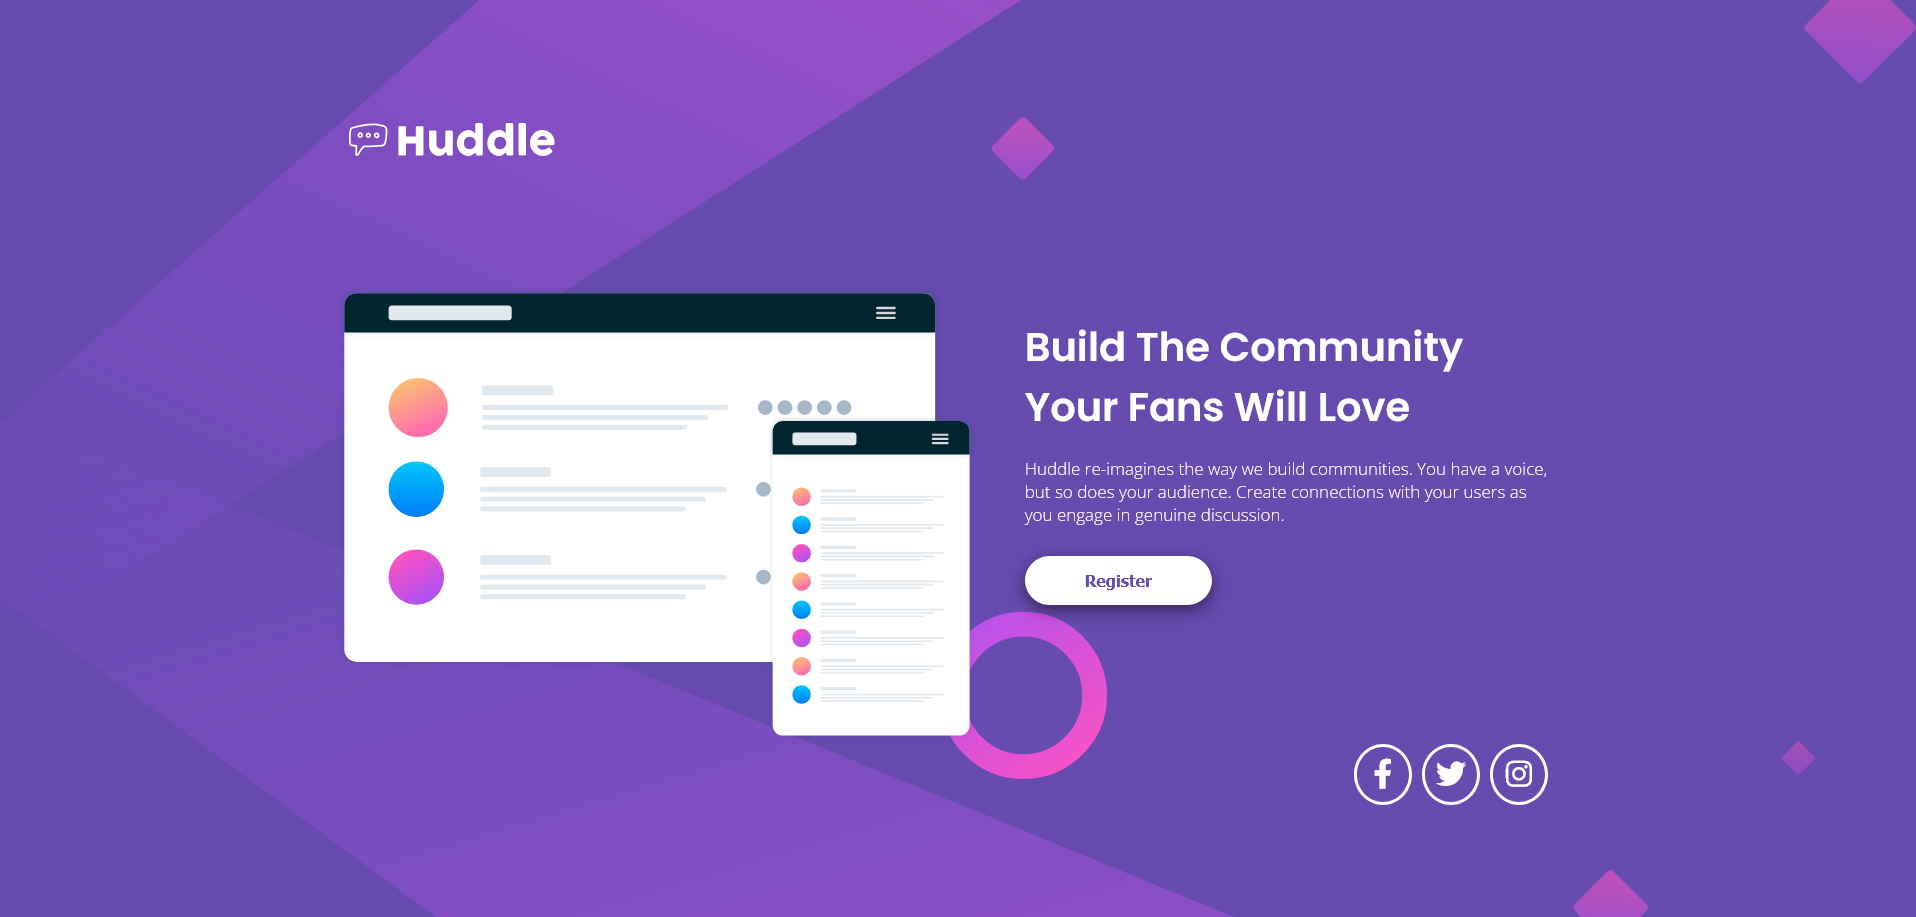 Huddle
Build The Community
Your Fans Will Love
Huddle re-imagines the way we build communities. You have a voice,
but so does your audience. Create connections with your users as
you engage in genuine discussion.
Register